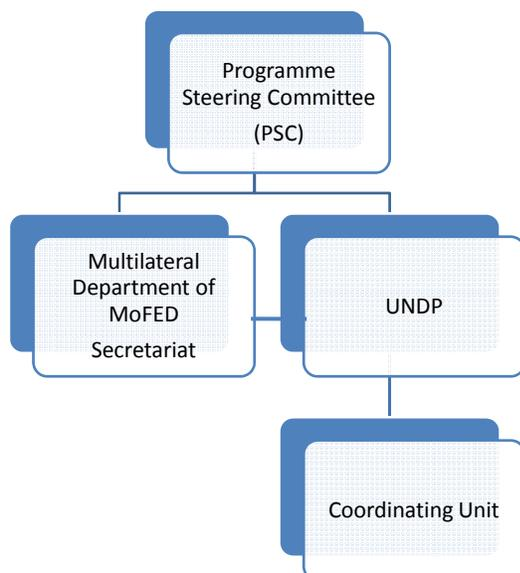 Programme
Steering Committee
(PSC)
Multilateral
Department of
MoFED
Secretariat
UNDP
Coordinating Unit